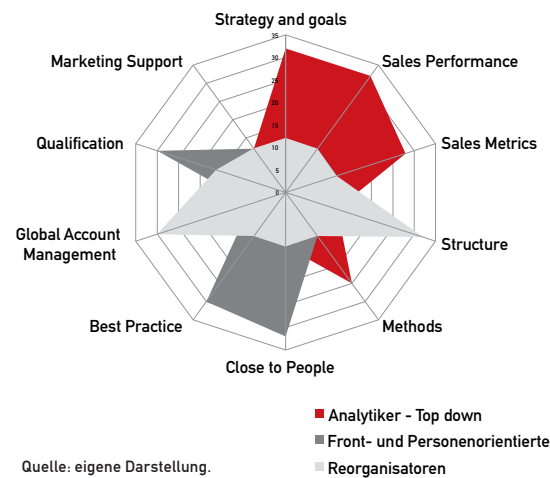 Strategy and goals
35
30
25
20
15
10
5
0
Marketing Support
Sales Performance
Qualification
Sales Metrics
Global Account
Management
Structure
Best Practice
Methods
Close to People
Analytiker - Top down
Front- und Personenorientierte
Reorganisatoren
Quelle: eigene Darstellung.